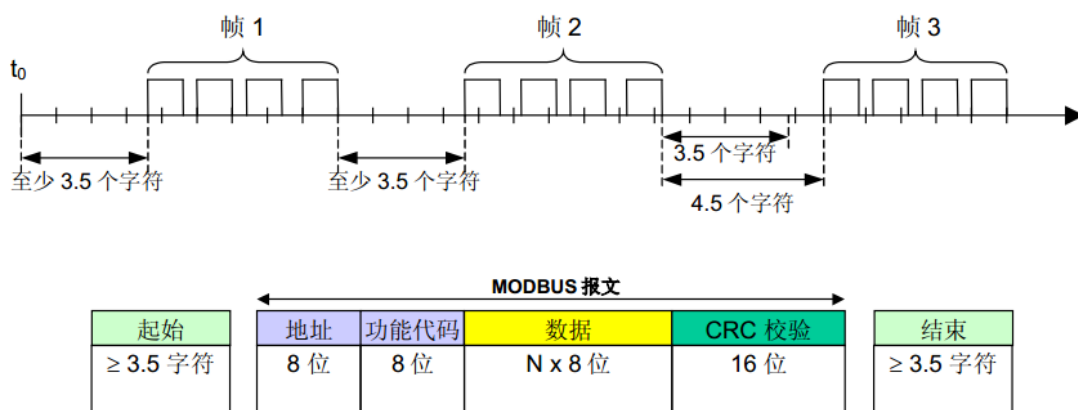 帧 1
帧 2
帧 3
t0
至少 3.5 个字符
至少 3.5 个字符
3.5 个字符
4.5 个字符
MODBUS 报文
起始
地址
功能代码
数据
CRC 校验
结束
≥ 3.5 字符
8 位
8 位
N x 8 位
16 位
≥ 3.5 字符